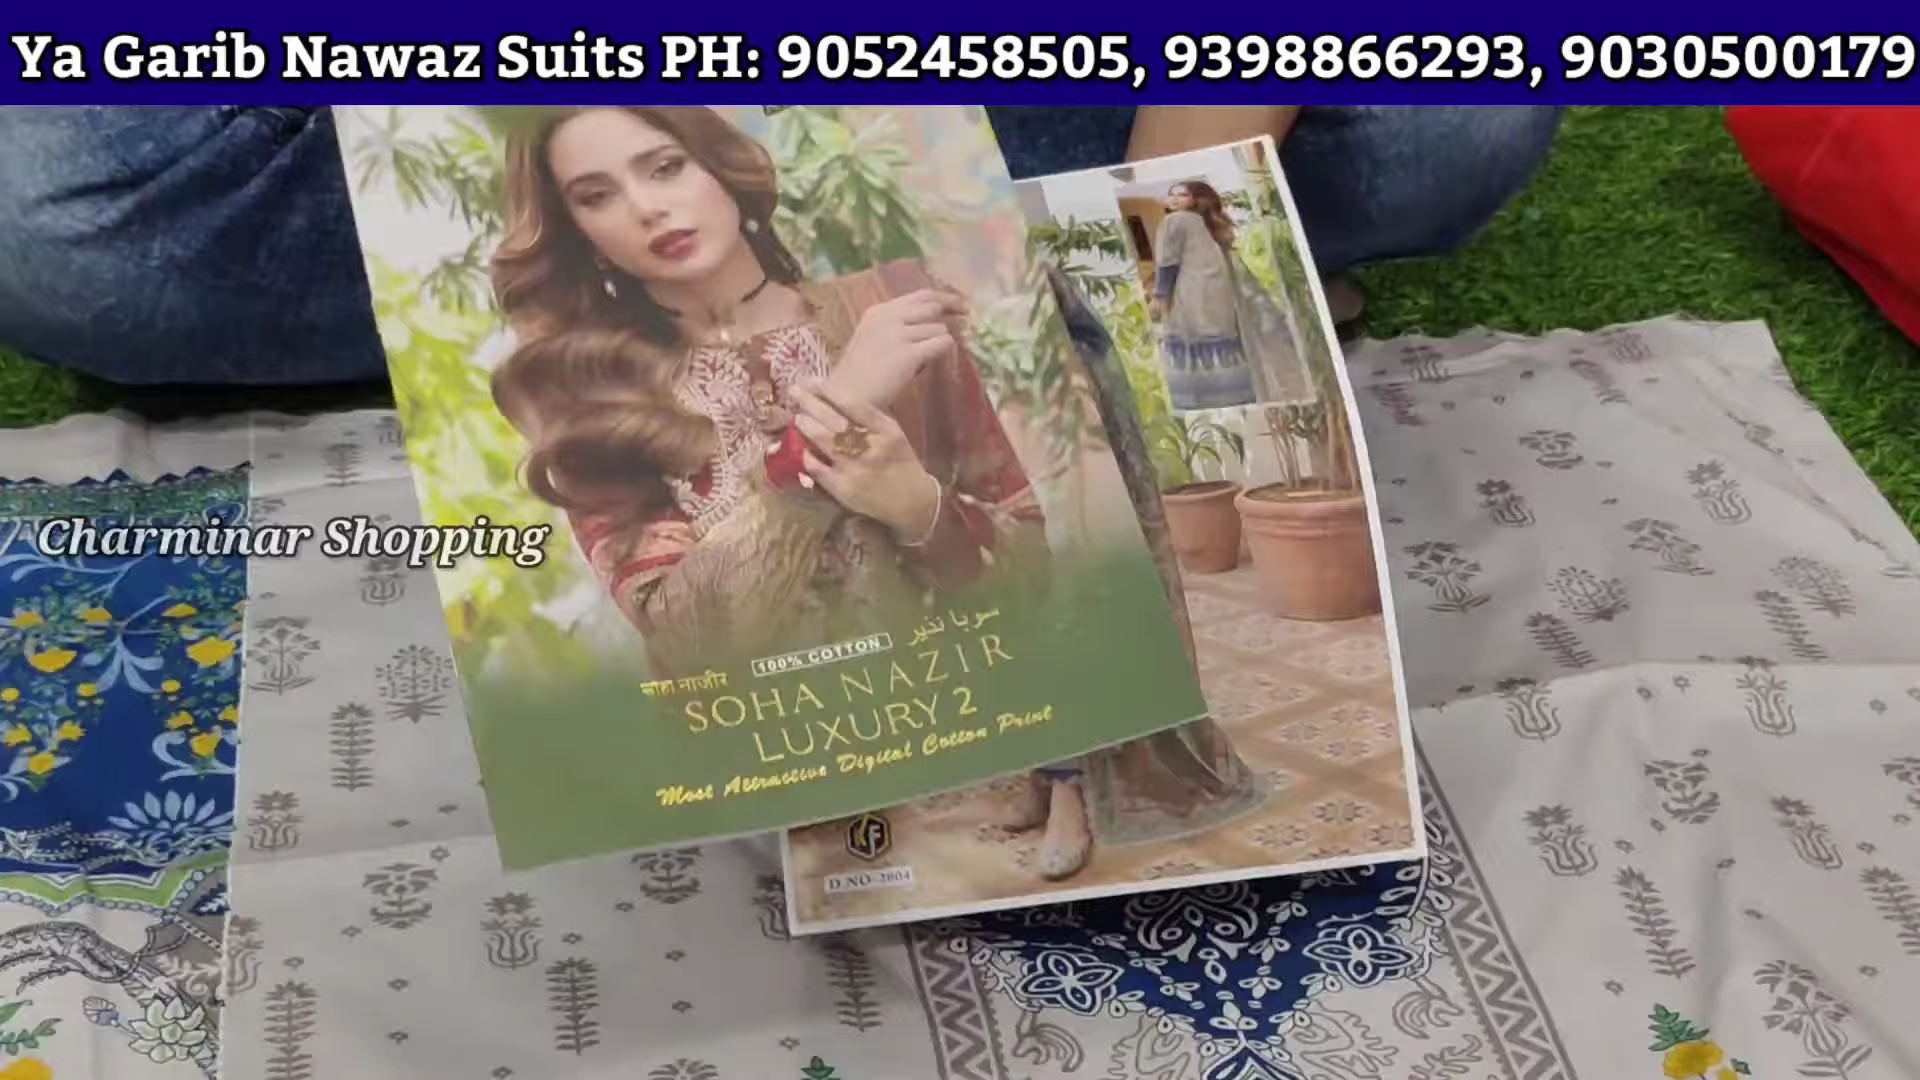 Ya Garib Nawaz Suits PH: 9052458505, 9398866293, 9030500179
Charminar Shopping
सोहा नाजीर 100% COTTON سوہا نذیر
SOHA NAZIR
LUXURY 2
Most Attractive Digital Cotton Print
KF
D.NO-2004